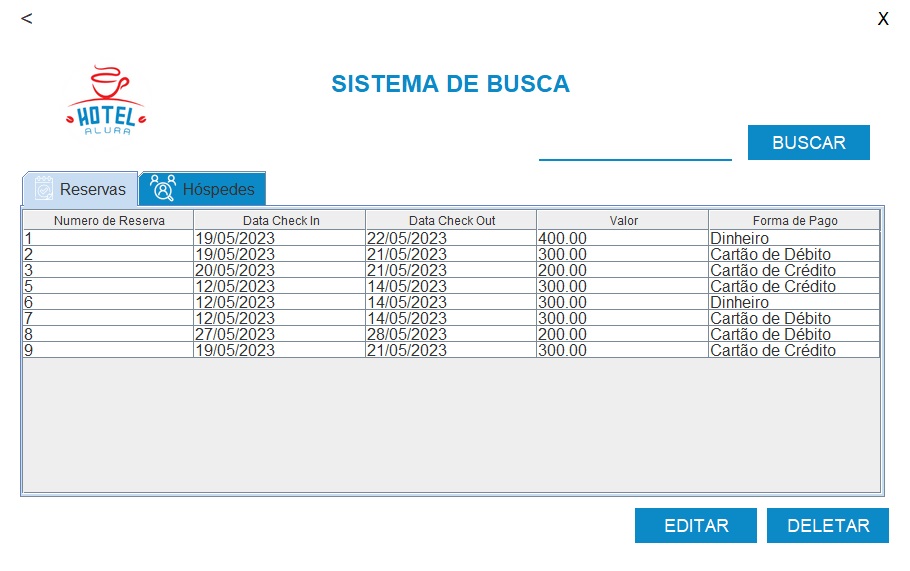 < X
SISTEMA DE BUSCA
HOTEL
ALURA
BUSCAR
Reservas Hóspedes
Numero de Reserva Data Check In Data Check Out Valor Forma de Pago
1 19/05/2023 22/05/2023 400.00 Dinheiro
2 19/05/2023 21/05/2023 300.00 Cartão de Débito
3 20/05/2023 21/05/2023 200.00 Cartão de Crédito
5 12/05/2023 14/05/2023 300.00 Cartão de Crédito
6 12/05/2023 14/05/2023 300.00 Dinheiro
7 12/05/2023 14/05/2023 300.00 Cartão de Débito
8 27/05/2023 28/05/2023 200.00 Cartão de Débito
9 19/05/2023 21/05/2023 300.00 Cartão de Crédito
EDITAR DELETAR